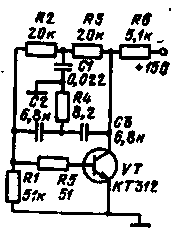 R2 R3 R6
20к 20к 5,1к
C1
+15В
0,022
C2 R4 C3
6,8н 8,2 6,8н
R1 R5 VT
51к 51 КТ312